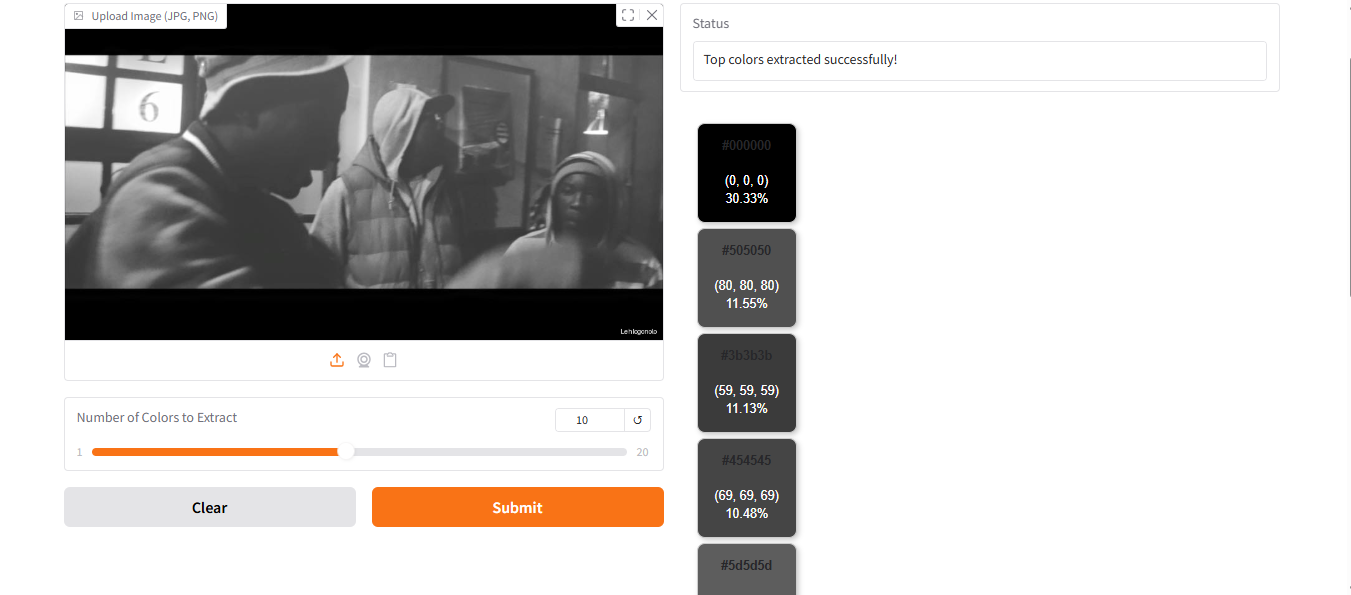 Upload Image (JPG, PNG)
6
Lehlogonolo
Number of Colors to Extract
10
↺
1
20
Clear
Submit
Status
Top colors extracted successfully!
#000000
(0, 0, 0)
30.33%
#505050
(80, 80, 80)
11.55%
#3b3b3b
(59, 59, 59)
11.13%
#454545
(69, 69, 69)
10.48%
#5d5d5d